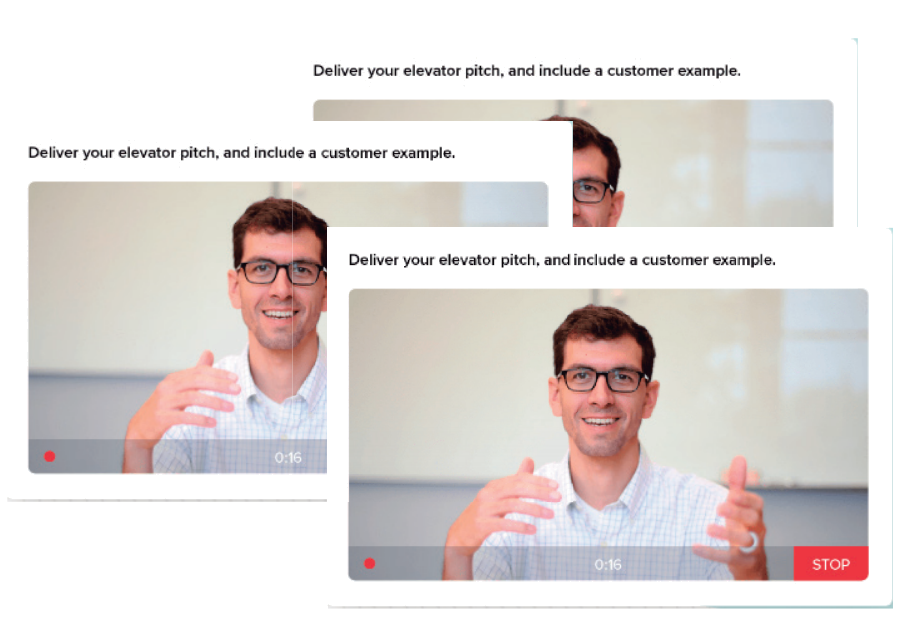 Deliver your elevator pitch, and include a customer example.
Deliver your elevator pitch, and include a customer example.
Deliver your elevator pitch, and include a customer example.
0:16
0:16
STOP